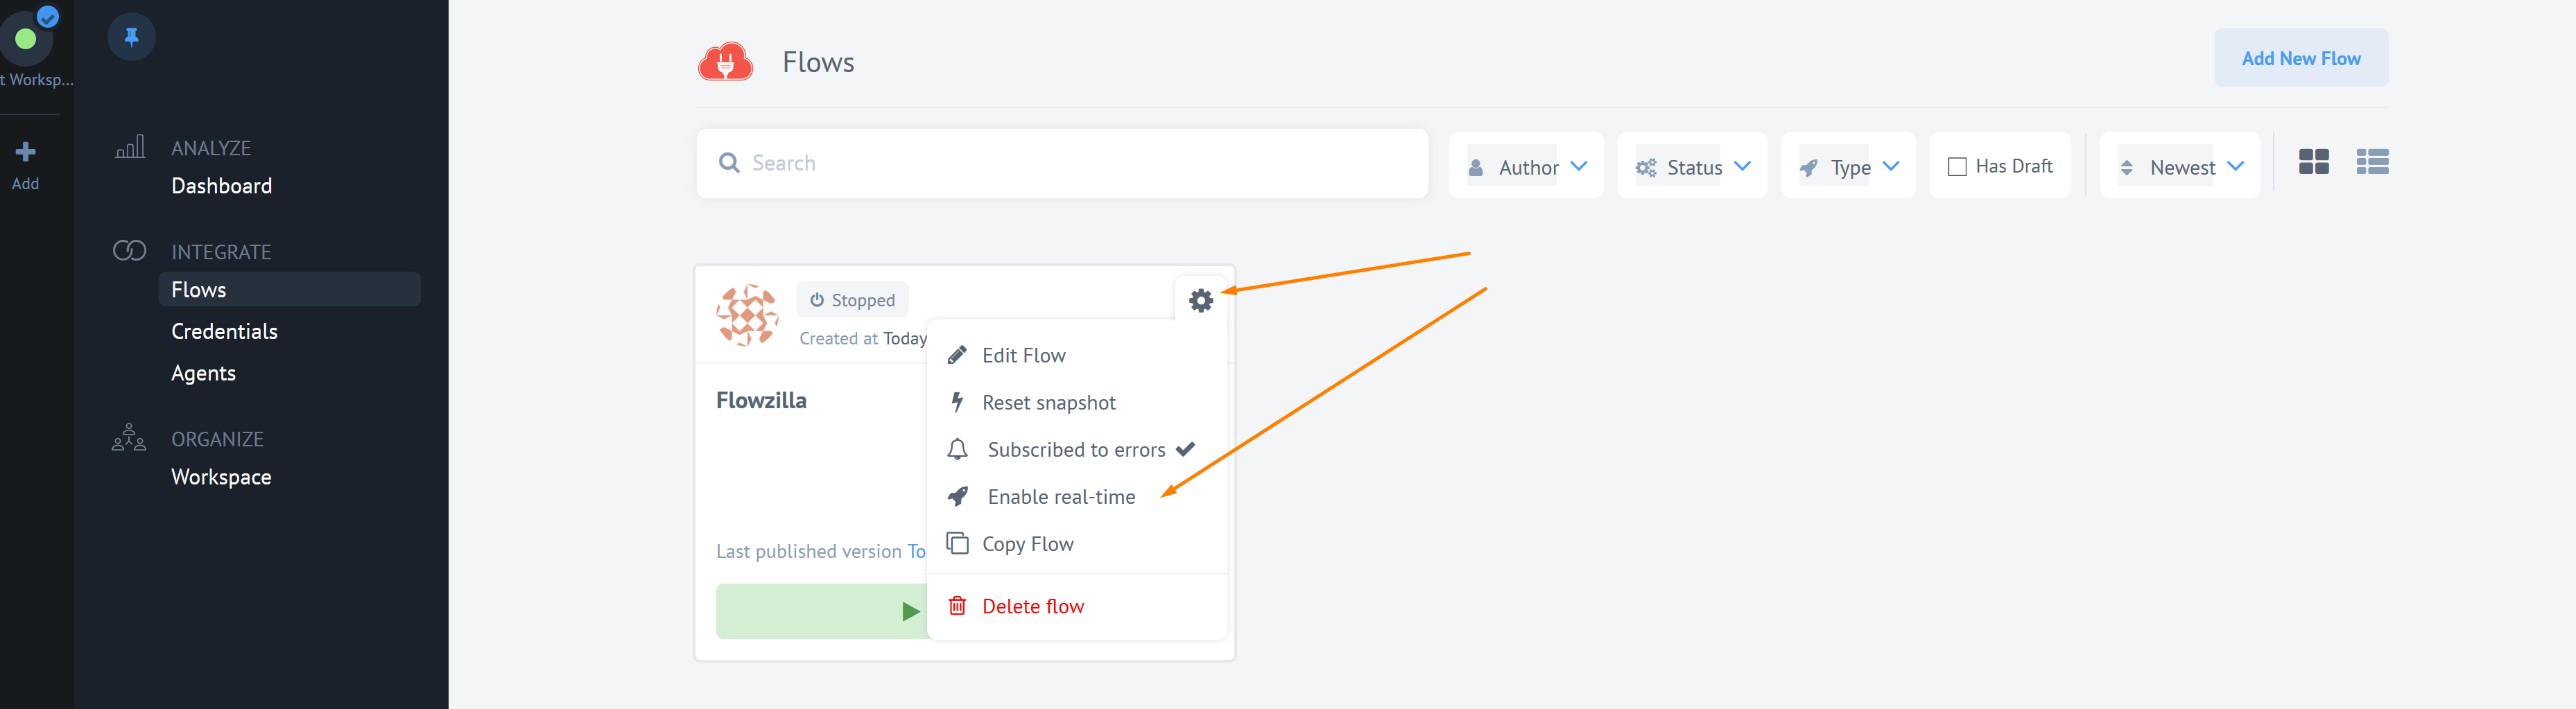 t Worksp...
Add
ANALYZE
Dashboard
INTEGRATE
Flows
Credentials
Agents
ORGANIZE
Workspace
Flows
Add New Flow
Search
Author
Status
Type
Has Draft
Newest
Stopped
Created at Today
Flowzilla
Last published version To
Edit Flow
Reset snapshot
Subscribed to errors
Enable real-time
Copy Flow
Delete flow